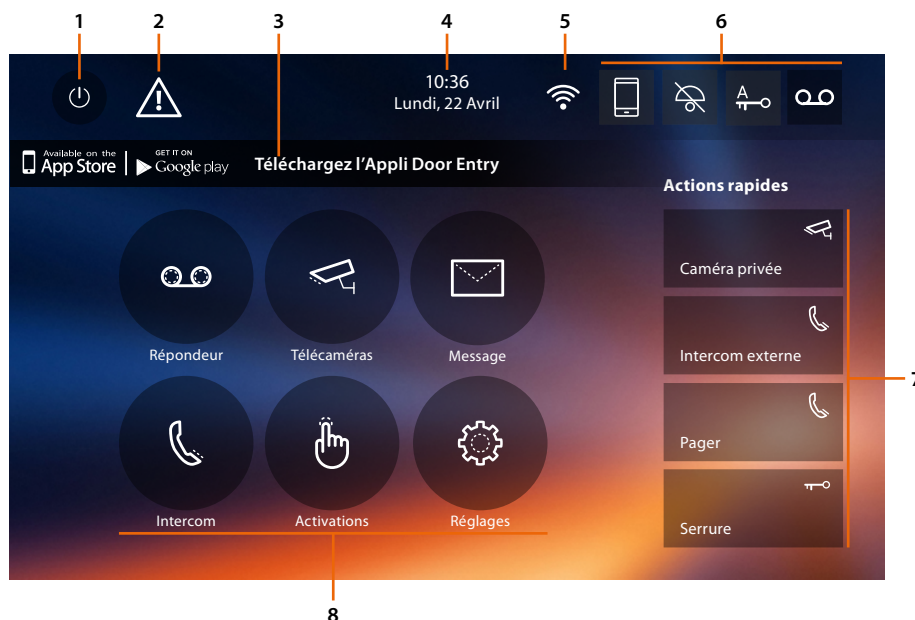 1 2 3 4 5 6
10:36
Lundi, 22 Avril
A
Available on the
App Store
GET IT ON
Google play
Téléchargez l'Appli Door Entry
Actions rapides
Caméra privée
Répondeur
Télécaméras
Message
Intercom externe
7
Pager
Intercom
Activations
Réglages
Serrure
8